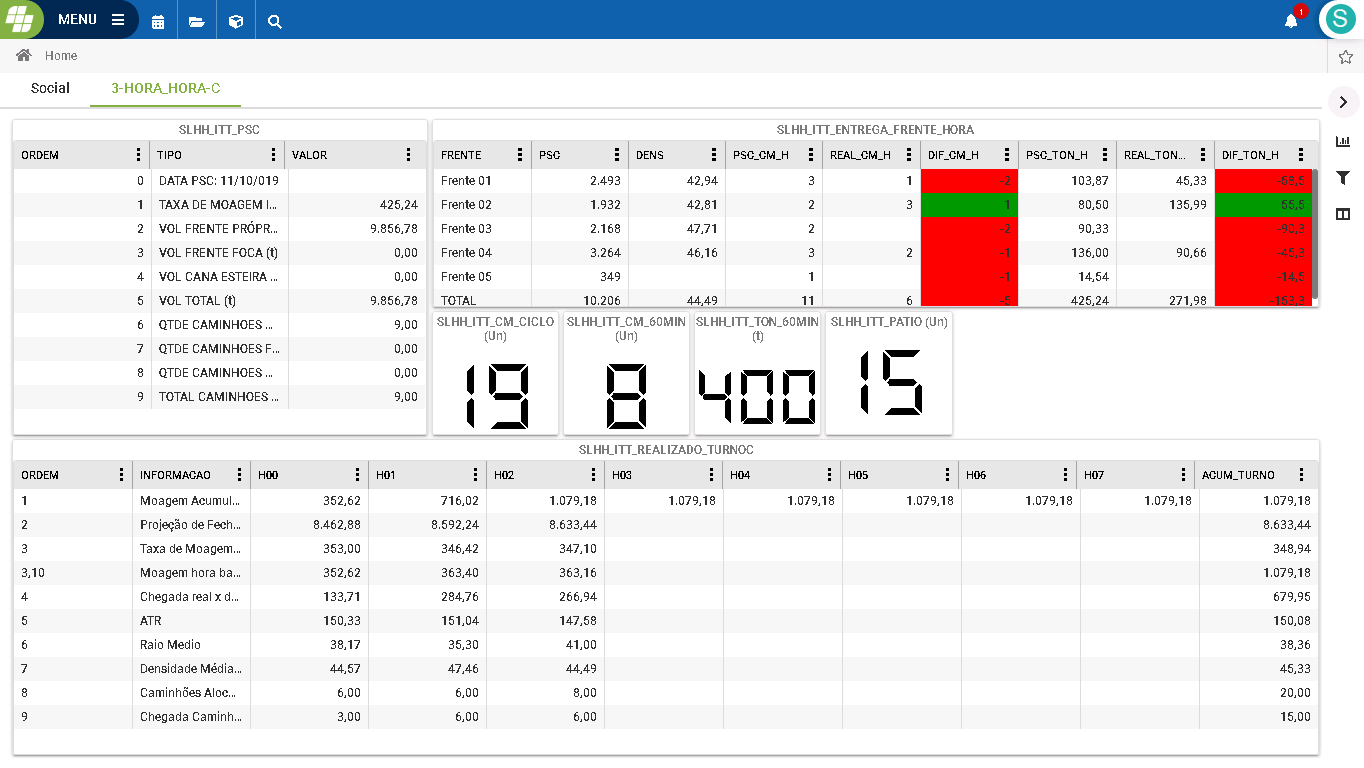 MENU
1
S
Home
Social 3-HORA_HORA-C
SLHH_ITT_PSC
ORDEM TIPO VALOR
0 DATA PSC: 11/10/019
1 TAXA DE MOAGEM I... 425,24
2 VOL FRENTE PRÓPR... 9.856,78
3 VOL FRENTE FOCA (t) 0,00
4 VOL CANA ESTEIRA ... 0,00
5 VOL TOTAL (t) 9.856,78
6 QTDE CAMINHOES ... 9,00
7 QTDE CAMINHOES F... 0,00
8 QTDE CAMINHOES ... 0,00
9 TOTAL CAMINHOES ... 9,00
SLHH_ITT_ENTREGA_FRENTE_HORA
FRENTE PSC DENS PSC_CM_H REAL_CM_H DIF_CM_H PSC_TON_H REAL_TON... DIF_TON_H
Frente 01 2.493 42,94 3 1 -2 103,87 45,33 -58,5
Frente 02 1.932 42,81 2 3 1 80,50 135,99 55,5
Frente 03 2.168 47,71 2 -2 90,33 -90,3
Frente 04 3.264 46,16 3 2 -1 136,00 90,66 -45,3
Frente 05 349 1 -1 14,54 -14,5
TOTAL 10.206 44,49 11 6 -5 425,24 271,98 -153,3
SLHH_ITT_CM_CICLO
(Un)
19
SLHH_ITT_CM_60MIN
(Un)
8
SLHH_ITT_TON_60MIN
(t)
400
SLHH_ITT_PATIO (Un)
15
SLHH_ITT_REALIZADO_TURNOC
ORDEM INFORMACAO H00 H01 H02 H03 H04 H05 H06 H07 ACUM_TURNO
1 Moagem Acumul... 352,62 716,02 1.079,18 1.079,18 1.079,18 1.079,18 1.079,18 1.079,18 1.079,18
2 Projeção de Fech... 8.462,88 8.592,24 8.633,44 8.633,44
3 Taxa de Moagem... 353,00 346,42 347,10 348,94
3,10 Moagem hora ba... 352,62 363,40 363,16 1.079,18
4 Chegada real x d... 133,71 284,76 266,94 679,95
5 ATR 150,33 151,04 147,58 150,08
6 Raio Medio 38,17 35,30 41,00 38,36
7 Densidade Média... 44,57 47,46 44,49 45,33
8 Caminhões Aloc... 6,00 6,00 8,00 20,00
9 Chegada Caminh... 3,00 6,00 6,00 15,00